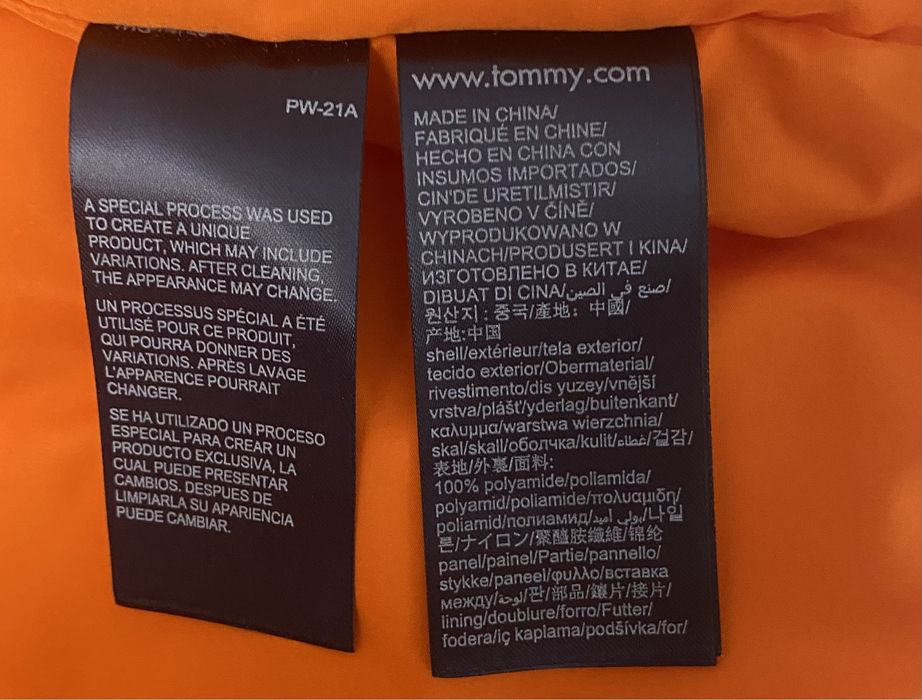 PW-21A
A SPECIAL PROCESS WAS USED
TO CREATE A UNIQUE
PRODUCT, WHICH MAY INCLUDE
VARIATIONS. AFTER CLEANING,
THE APPEARANCE MAY CHANGE.
UN PROCESSUS SPÉCIAL A ÉTÉ
UTILISÉ POUR CE PRODUIT,
QUI POURRA DONNER DES
VARIATIONS. APRÈS LAVAGE
L'APPARENCE POURRAIT
CHANGER.
SE HA UTILIZADO UN PROCESO
ESPECIAL PARA CREAR UN
PRODUCTO EXCLUSIVA, LA
CUAL PUEDE PRESENTAR
CAMBIOS. DESPUES DE
LIMPIARLA SU APARIENCIA
PUEDE CAMBIAR.
www.tommy.com
MADE IN CHINA/
FABRIQUÉ EN CHINE/
HECHO EN CHINA CON
INSUMOS IMPORTADOS/
CIN'DE URETILMISTIR/
VYROBENO V ČÍNĚ/
WYPRODUKOWANO W
CHINACH/PRODUSERT I KINA/
ИЗГОТОВЛЕНО В КИТАЕ/
DIBUAT DI CINA/صنع في الصين/
원산지 : 중국/產地：中國/
产地:中国
shell/extérieur/tela exterior/
tecido exterior/Obermaterial/
rivestimento/dis yuzey/vnější
vrstva/plášť/yderlag/buitenkant/
καλυμμα/warstwa wierzchnia/
skal/skall/оболчка/kulit/غطاء/겉감/
表地/外裏/面料:
100% polyamide/poliamida/
polyamid/poliamide/πολυαμιδη/
poliamid/полиамид/بولي أميد/나일
론/ナイロン/聚醯胺纖維/锦纶
panel/painel/Partie/pannello/
stykke/paneel/φυλλο/вставка
между/لوحة/판/部品/鑲片/接片/
lining/doublure/forro/Futter/
fodera/iç kaplama/podšívka/for/